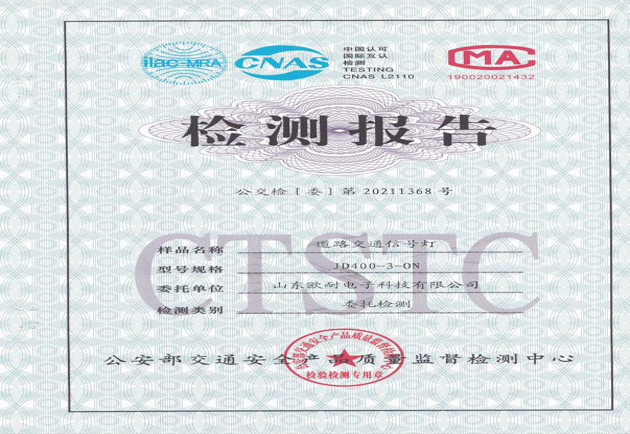 ilac-MRA
CNAS
中国认可
国际互认
检测
TESTING
CNAS L2110
MA
190020021432
检测报告
公交检［委］第 20211368 号
CTSTC
样品名称 道路交通信号灯
型号规格 JD400-3-ON
委托单位 山东欧耐电子科技有限公司
检测类别 委托检测
公安部交通安全产品质量监督检测中心
检验检测专用章